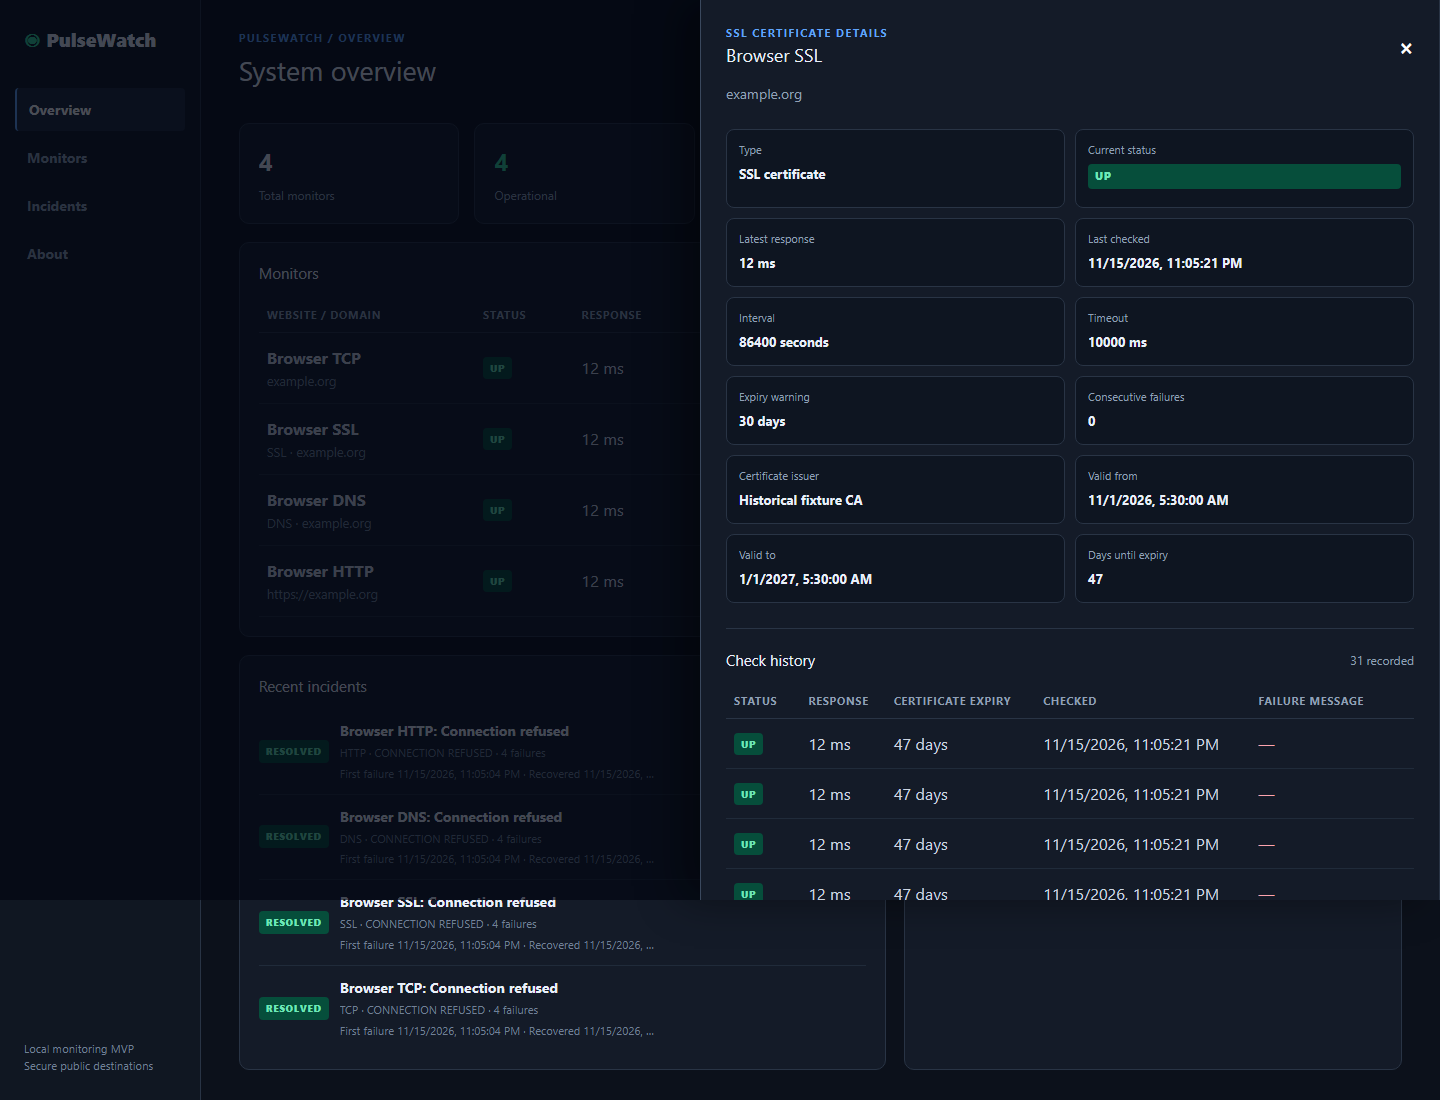 PulseWatch
Overview
Monitors
Incidents
About
Local monitoring MVP
Secure public destinations
PULSEWATCH / OVERVIEW
System overview
4
Total monitors
4
Operational
Monitors
WEBSITE / DOMAIN STATUS RESPONSE
Browser TCP
example.org
UP
12 ms
Browser SSL
SSL · example.org
UP
12 ms
Browser DNS
DNS · example.org
UP
12 ms
Browser HTTP
https://example.org
UP
12 ms
Recent incidents
RESOLVED
Browser HTTP: Connection refused
HTTP · CONNECTION REFUSED · 4 failures
First failure 11/15/2026, 11:05:04 PM · Recovered 11/15/2026, ...
RESOLVED
Browser DNS: Connection refused
DNS · CONNECTION REFUSED · 4 failures
First failure 11/15/2026, 11:05:04 PM · Recovered 11/15/2026, ...
RESOLVED
Browser SSL: Connection refused
SSL · CONNECTION REFUSED · 4 failures
First failure 11/15/2026, 11:05:04 PM · Recovered 11/15/2026, ...
RESOLVED
Browser TCP: Connection refused
TCP · CONNECTION REFUSED · 4 failures
First failure 11/15/2026, 11:05:04 PM · Recovered 11/15/2026, ...
SSL CERTIFICATE DETAILS
Browser SSL
×
example.org
Type
SSL certificate
Current status
UP
Latest response
12 ms
Last checked
11/15/2026, 11:05:21 PM
Interval
86400 seconds
Timeout
10000 ms
Expiry warning
30 days
Consecutive failures
0
Certificate issuer
Historical fixture CA
Valid from
11/1/2026, 5:30:00 AM
Valid to
1/1/2027, 5:30:00 AM
Days until expiry
47
Check history
31 recorded
STATUS RESPONSE CERTIFICATE EXPIRY CHECKED FAILURE MESSAGE
UP 12 ms 47 days 11/15/2026, 11:05:21 PM —
UP 12 ms 47 days 11/15/2026, 11:05:21 PM —
UP 12 ms 47 days 11/15/2026, 11:05:21 PM —
UP 12 ms 47 days 11/15/2026, 11:05:21 PM —